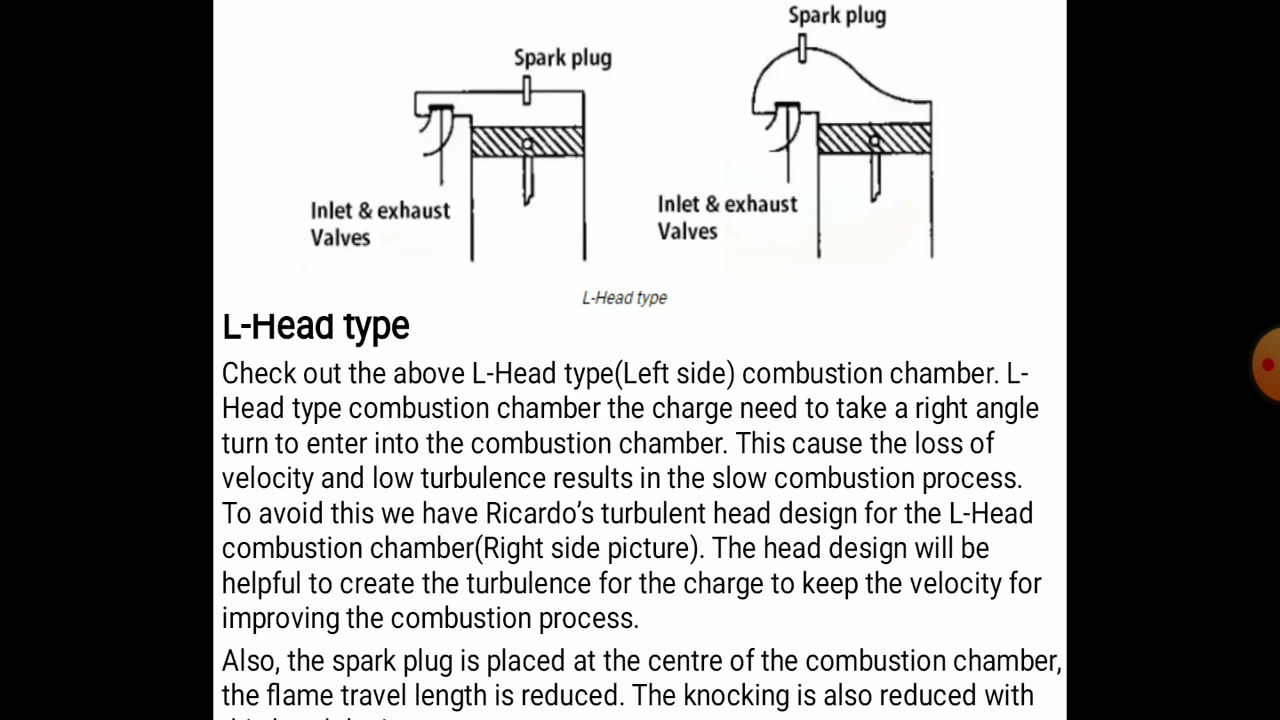 Spark plug
Spark plug
Inlet & exhaust
Valves
Inlet & exhaust
Valves
L-Head type
L-Head type
Check out the above L-Head type(Left side) combustion chamber. L-
Head type combustion chamber the charge need to take a right angle
turn to enter into the combustion chamber. This cause the loss of
velocity and low turbulence results in the slow combustion process.
To avoid this we have Ricardo's turbulent head design for the L-Head
combustion chamber(Right side picture). The head design will be
helpful to create the turbulence for the charge to keep the velocity for
improving the combustion process.
Also, the spark plug is placed at the centre of the combustion chamber,
the flame travel length is reduced. The knocking is also reduced with